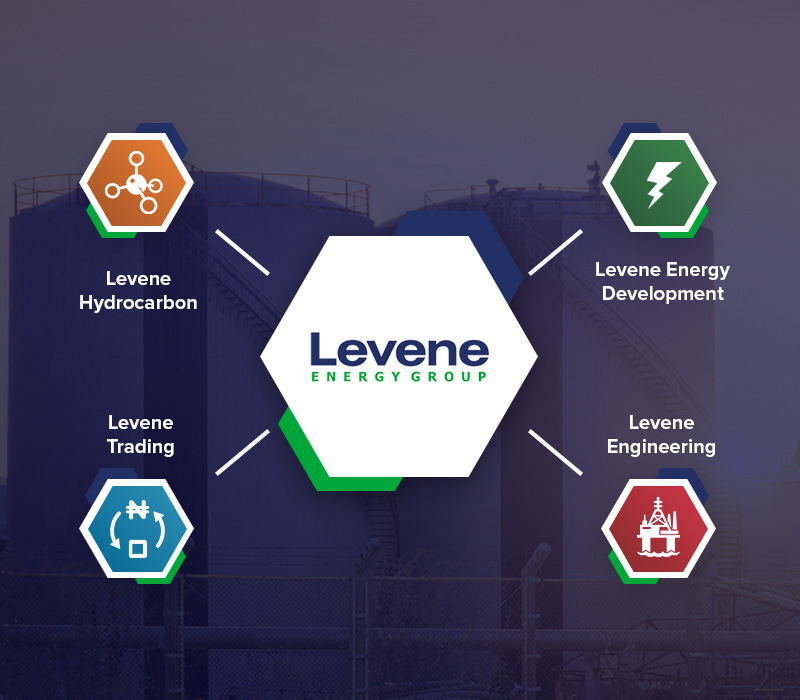 Levene
Hydrocarbon
Levene Energy
Development
Levene
ENERGY GROUP
Levene
Trading
Levene
Engineering